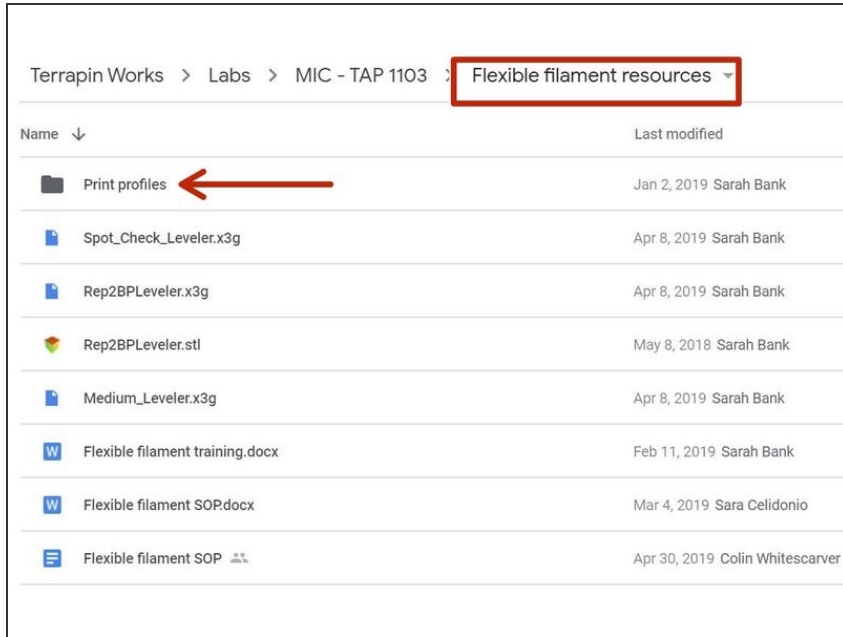 Terrapin Works > Labs > MIC - TAP 1103 > Flexible filament resources
Name Last modified
Print profiles Jan 2, 2019 Sarah Bank
Spot_Check_Leveler.x3g Apr 8, 2019 Sarah Bank
Rep2BPLeveler.x3g Apr 8, 2019 Sarah Bank
Rep2BPLeveler.stl May 8, 2018 Sarah Bank
Medium_Leveler.x3g Apr 8, 2019 Sarah Bank
W Flexible filament training.docx Feb 11, 2019 Sarah Bank
W Flexible filament SOP.docx Mar 4, 2019 Sara Celidonio
Flexible filament SOP Apr 30, 2019 Colin Whitescarver